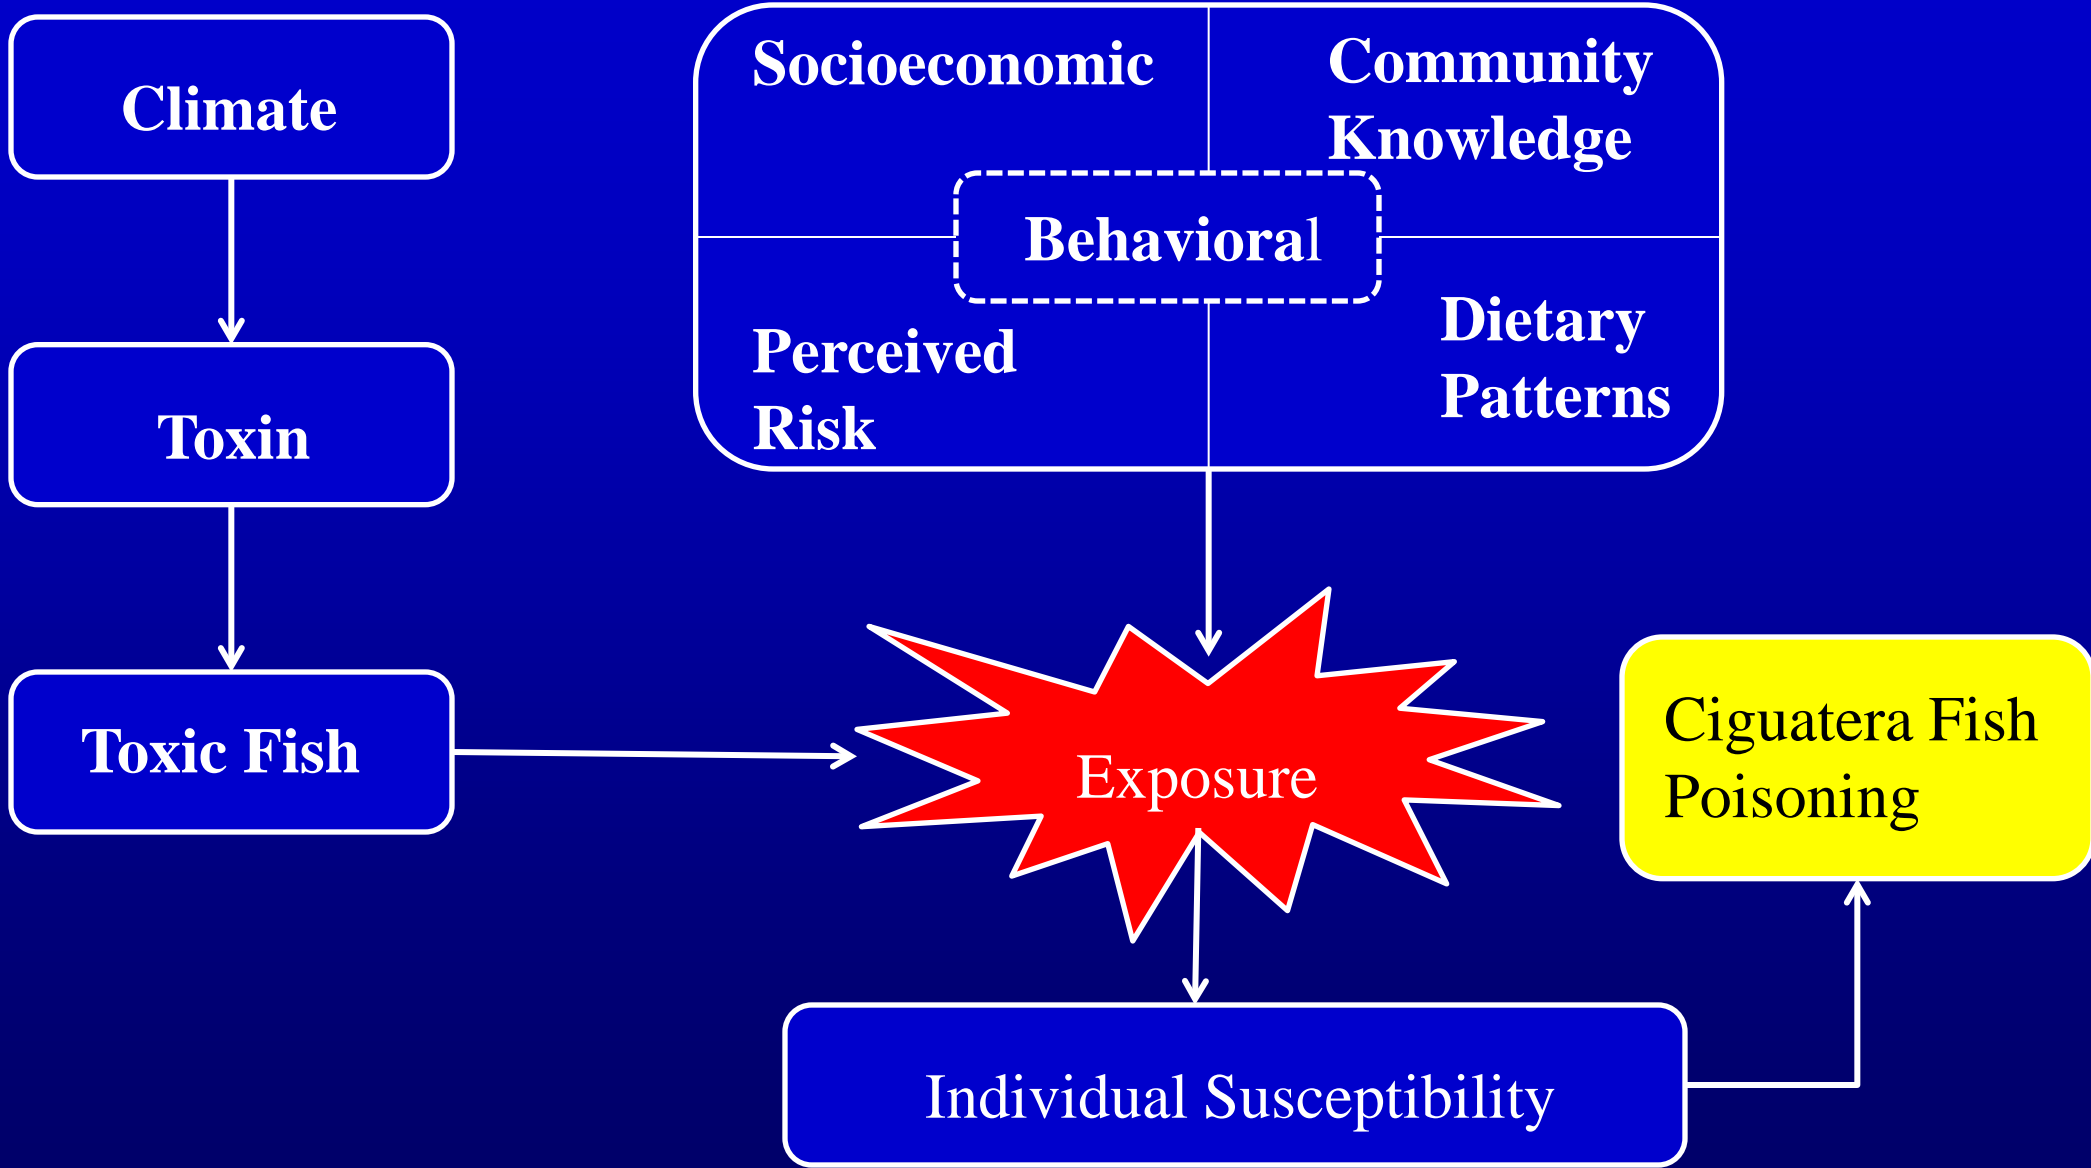 Climate
Toxin
Toxic Fish
Socioeconomic
Community
Knowledge
Behavioral
Perceived
Risk
Dietary
Patterns
Exposure
Individual Susceptibility
Ciguatera Fish
Poisoning